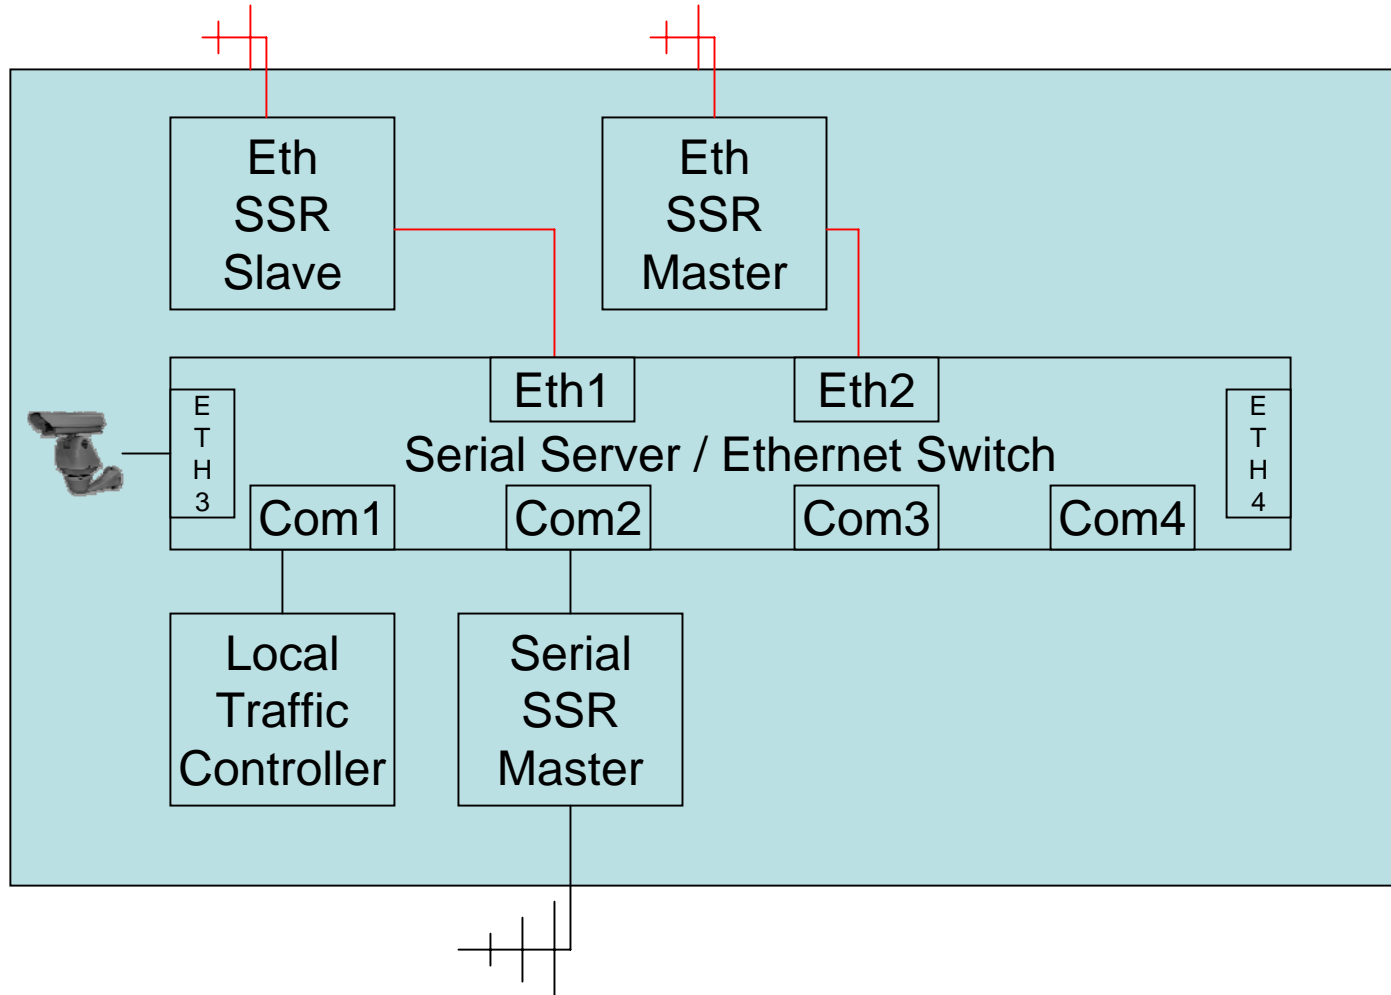 Eth
SSR
Slave
Eth
SSR
Master
Eth1
Eth2
E
T
H
3
E
T
H
4
Serial Server / Ethernet Switch
Com1
Com2
Com3
Com4
Local
Traffic
Controller
Serial
SSR
Master